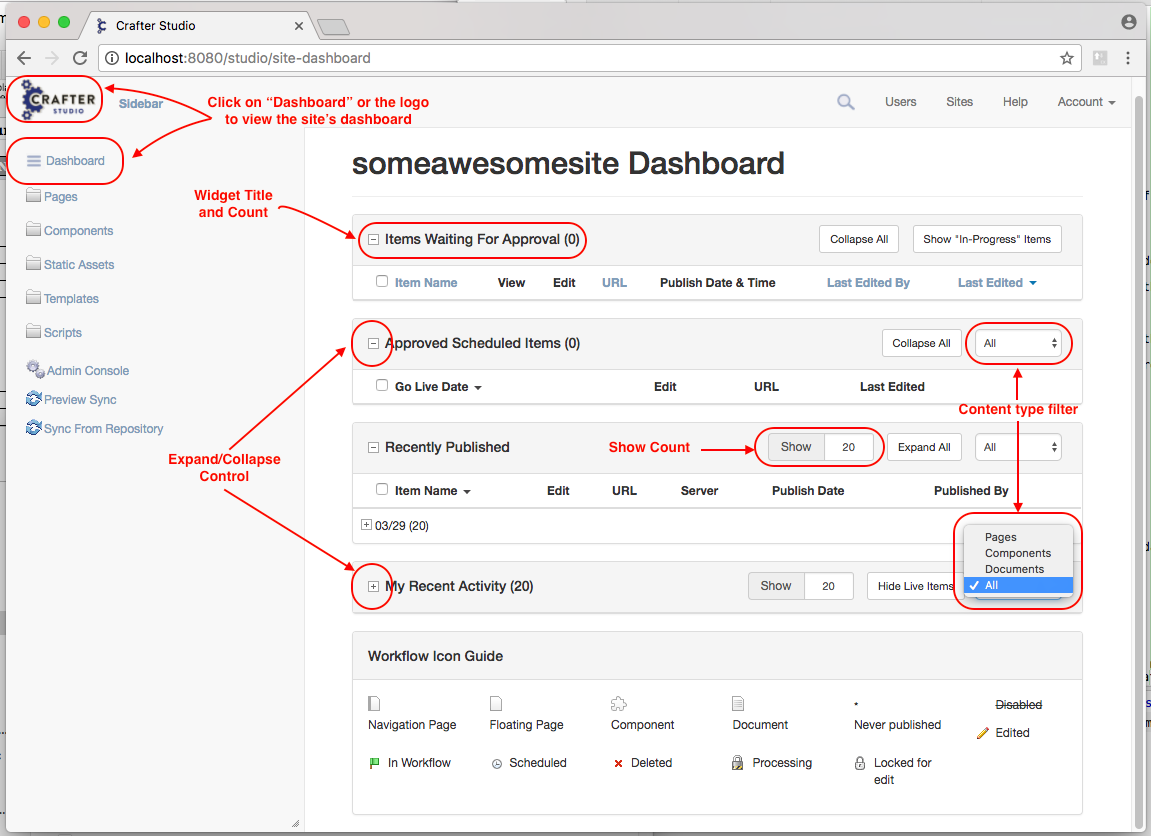 Crafter Studio
localhost:8080/studio/site-dashboard
CRAFTER
STUDIO
Sidebar
Click on “Dashboard” or the logo
to view the site’s dashboard
Users Sites Help Account
Dashboard
Pages
Components
Static Assets
Templates
Scripts
Admin Console
Preview Sync
Sync From Repository
someawesomesite Dashboard
Widget Title
and Count
Items Waiting For Approval (0) Collapse All Show "In-Progress" Items
Item Name View Edit URL Publish Date & Time Last Edited By Last Edited
Approved Scheduled Items (0) Collapse All All
Go Live Date Edit URL Last Edited
Content type filter
Recently Published Show Count Show 20 Expand All All
Expand/Collapse
Control
Item Name Edit URL Server Publish Date Published By
03/29 (20)
Pages
Components
Documents
All
My Recent Activity (20) Show 20 Hide Live Items
Workflow Icon Guide
Navigation Page Floating Page Component Document Never published Disabled
Edited
In Workflow Scheduled Deleted Processing Locked for
edit